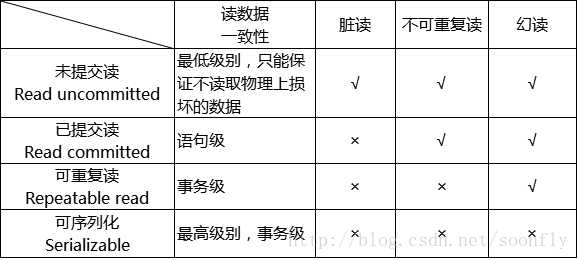 读数据
一致性
脏读
不可重复读
幻读
未提交读
Read uncommitted
最低级别，只能保
证不读取物理上损
坏的数据
√
√
√
已提交读
Read committed
语句级
×
√
√
可重复读
Repeatable read
事务级
×
×
√
可序列化
Serializable
最高级别，事务级
×
×
×
http://blog.csdn.net/soonfly